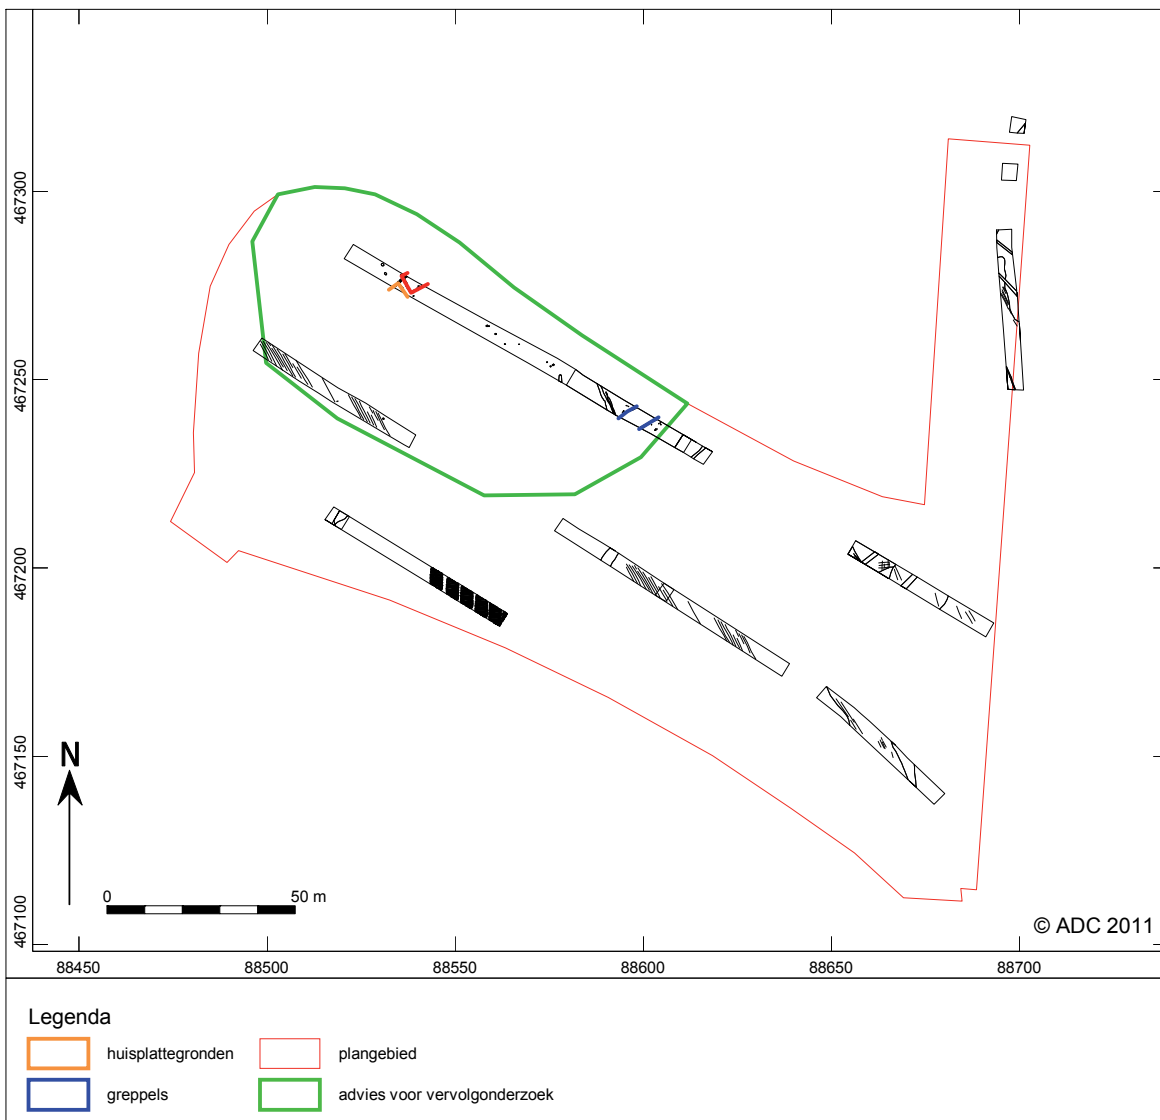 467300
467250
467200
467150
467100
N
0 50 m
© ADC 2011
88450 88500 88550 88600 88650 88700
Legenda
huisplattegronden plangebied
greppels advies voor vervolgonderzoek